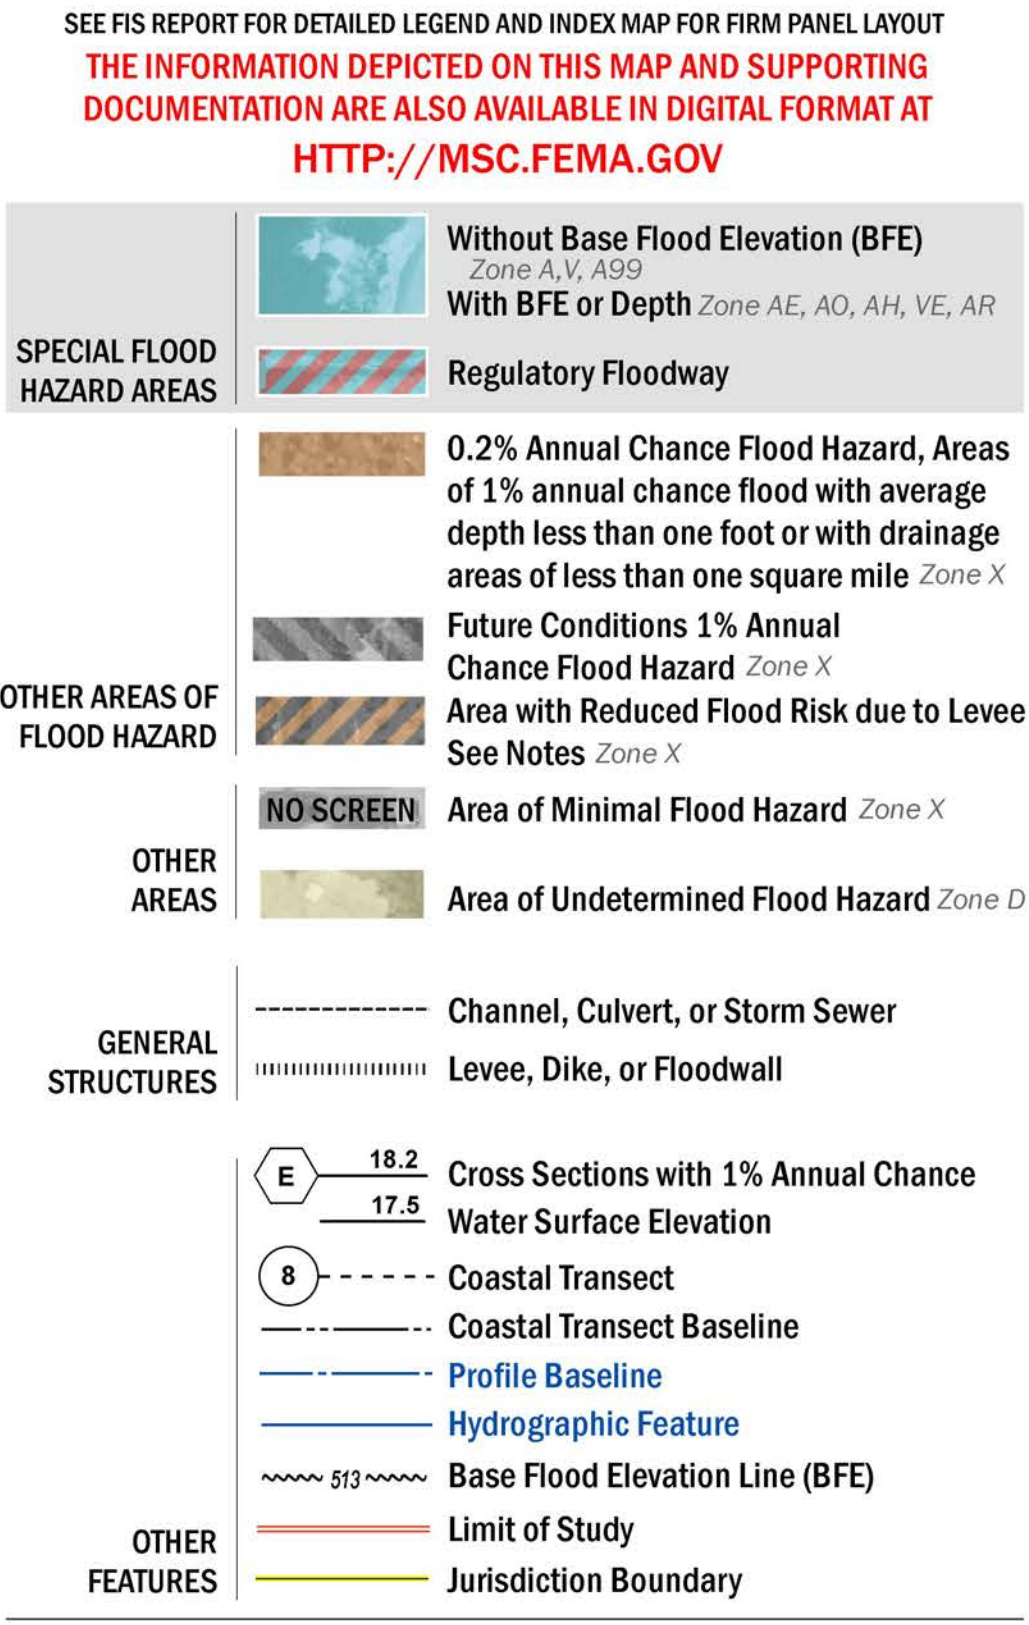 SEE FIS REPORT FOR DETAILED LEGEND AND INDEX MAP FOR FIRM PANEL LAYOUT
THE INFORMATION DEPICTED ON THIS MAP AND SUPPORTING
DOCUMENTATION ARE ALSO AVAILABLE IN DIGITAL FORMAT AT
HTTP://MSC.FEMA.GOV
SPECIAL FLOOD
HAZARD AREAS
Without Base Flood Elevation (BFE)
Zone A,V, A99
With BFE or Depth Zone AE, AO, AH, VE, AR
Regulatory Floodway
OTHER AREAS OF
FLOOD HAZARD
0.2% Annual Chance Flood Hazard, Areas
of 1% annual chance flood with average
depth less than one foot or with drainage
areas of less than one square mile Zone X
Future Conditions 1% Annual
Chance Flood Hazard Zone X
Area with Reduced Flood Risk due to Levee
See Notes Zone X
OTHER
AREAS
NO SCREEN Area of Minimal Flood Hazard Zone X
Area of Undetermined Flood Hazard Zone D
GENERAL
STRUCTURES
Channel, Culvert, or Storm Sewer
Levee, Dike, or Floodwall
OTHER
FEATURES
E 18.2 Cross Sections with 1% Annual Chance
17.5 Water Surface Elevation
8 Coastal Transect
Coastal Transect Baseline
Profile Baseline
Hydrographic Feature
513 Base Flood Elevation Line (BFE)
Limit of Study
Jurisdiction Boundary